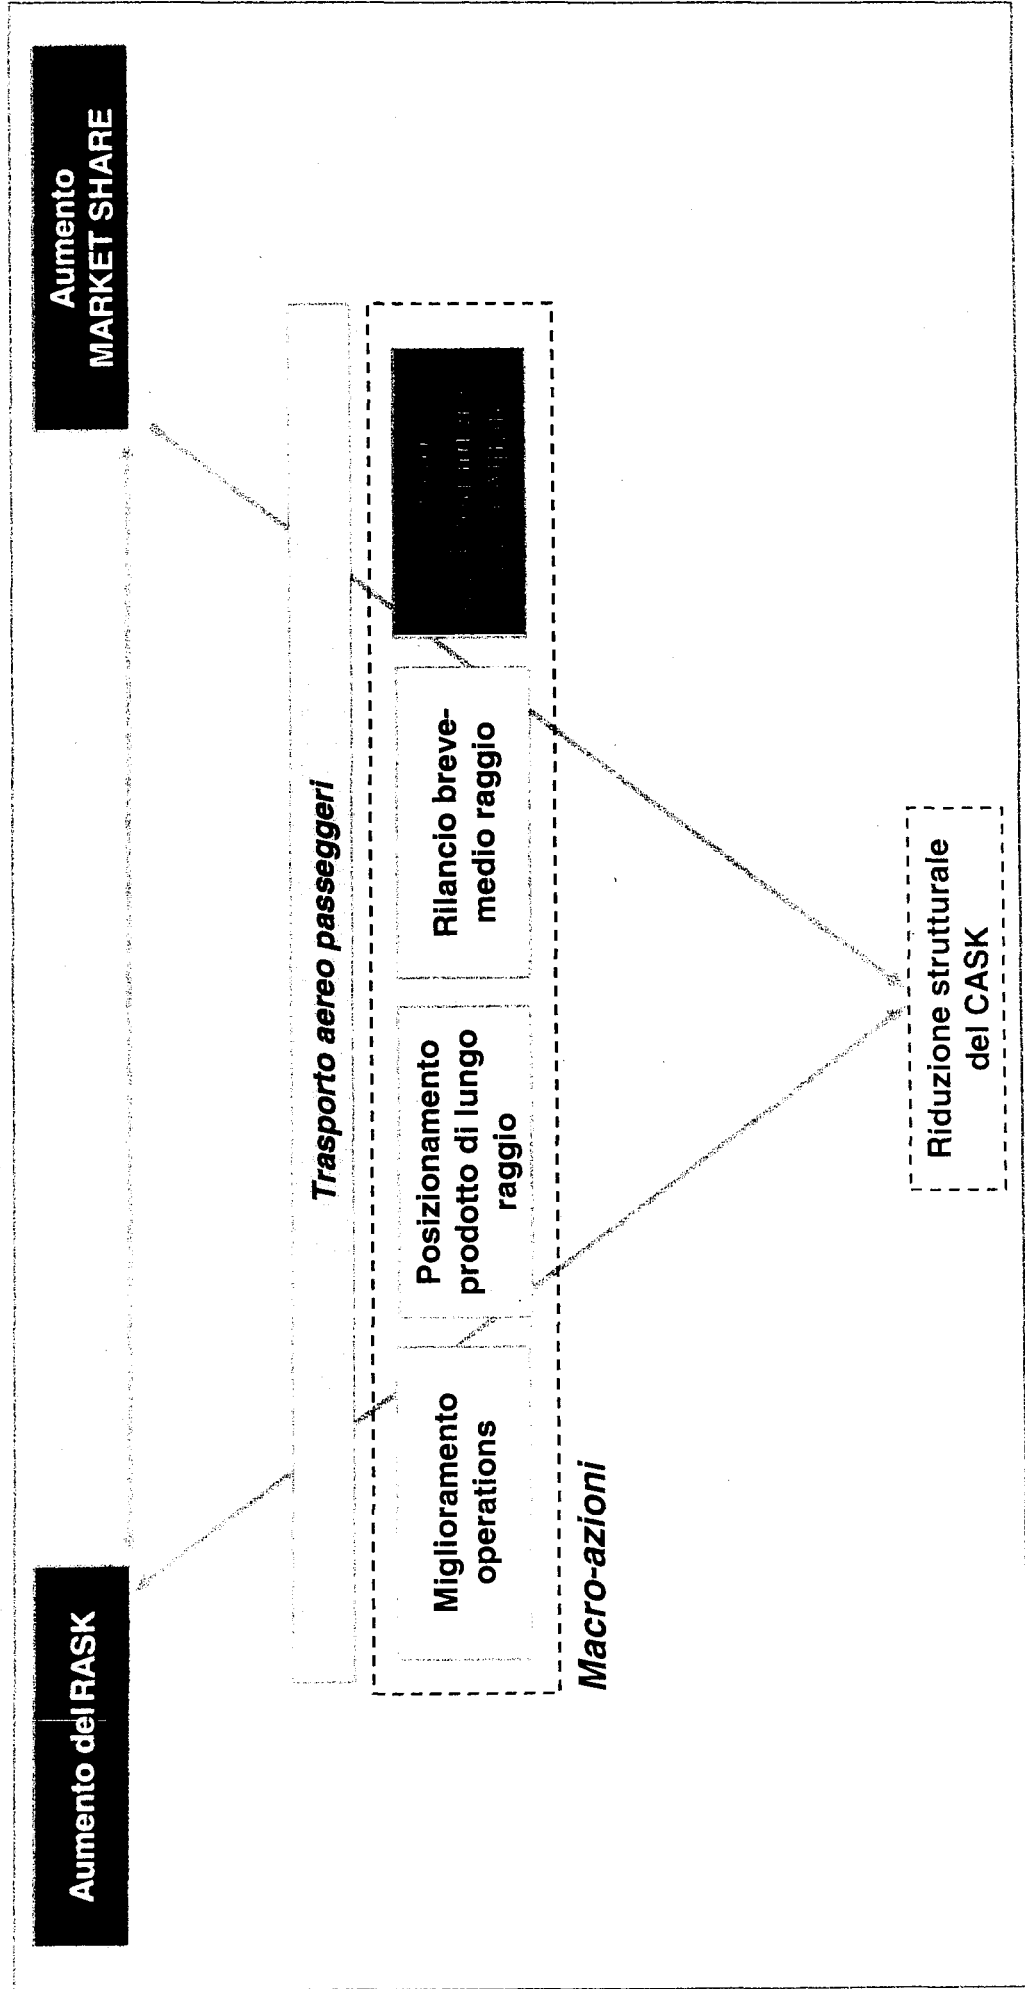 Aumento del RASK
Aumento
MARKET SHARE
Trasporto aereo passeggeri
Miglioramento
operations
Posizionamento
prodotto di lungo
raggio
Rilancio breve-
medio raggio
Macro-azioni
Riduzione strutturale
del CASK